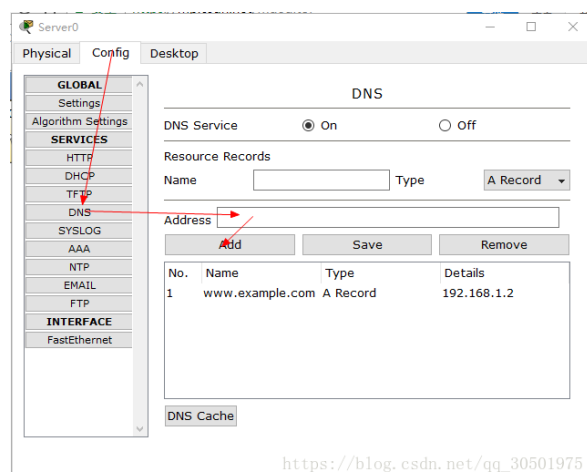 Server0
Physical Config Desktop
GLOBAL
Settings
Algorithm Settings
SERVICES
HTTP
DHCP
TFTP
DNS
SYSLOG
AAA
NTP
EMAIL
FTP
INTERFACE
FastEthernet
DNS
DNS Service On Off
Resource Records
Name Type A Record
Address
Add Save Remove
No. Name Type Details
1 www.example.com A Record 192.168.1.2
DNS Cache
https://blog.csdn.net/qq_30501975